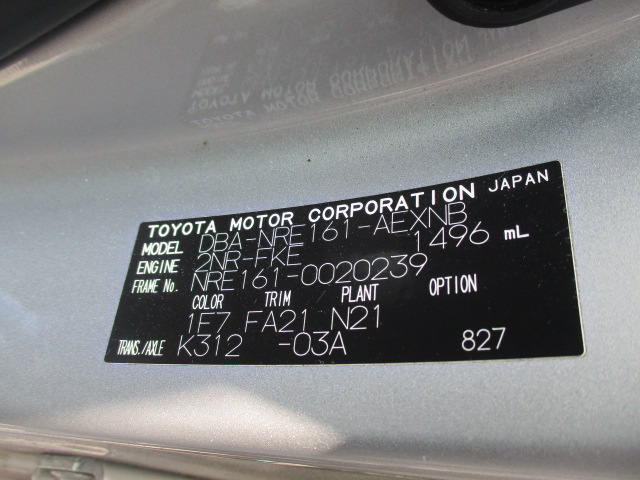 TOYOTA MOTOR CORPORATION JAPAN
MODEL DBA-NRE161-AEXNB
ENGINE 2NR-FKE 1496 mL
FRAME No. NRE161-0020239
COLOR TRIM PLANT OPTION
1F7 FA21 N21
TRANS./AXLE K312 -03A 827